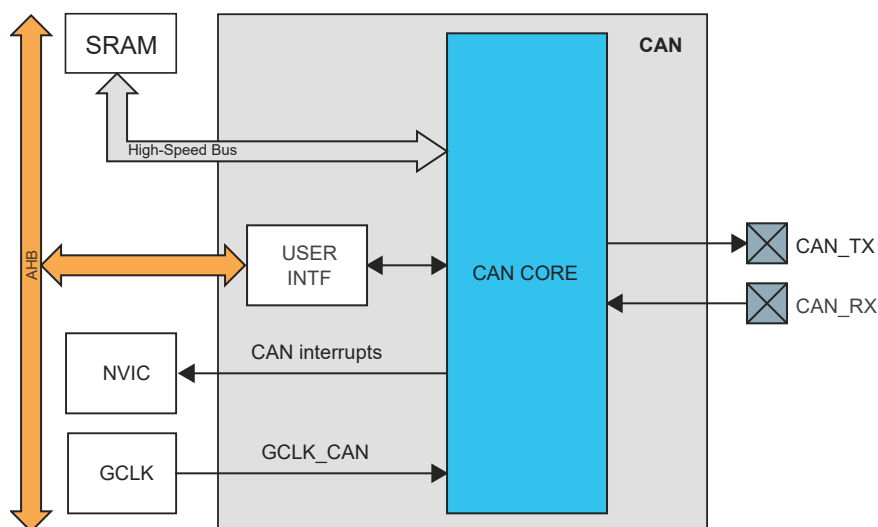 SRAM
CAN
High-Speed Bus
AHB
USER
INTF
CAN CORE
CAN_TX
CAN_RX
NVIC
CAN interrupts
GCLK
GCLK_CAN